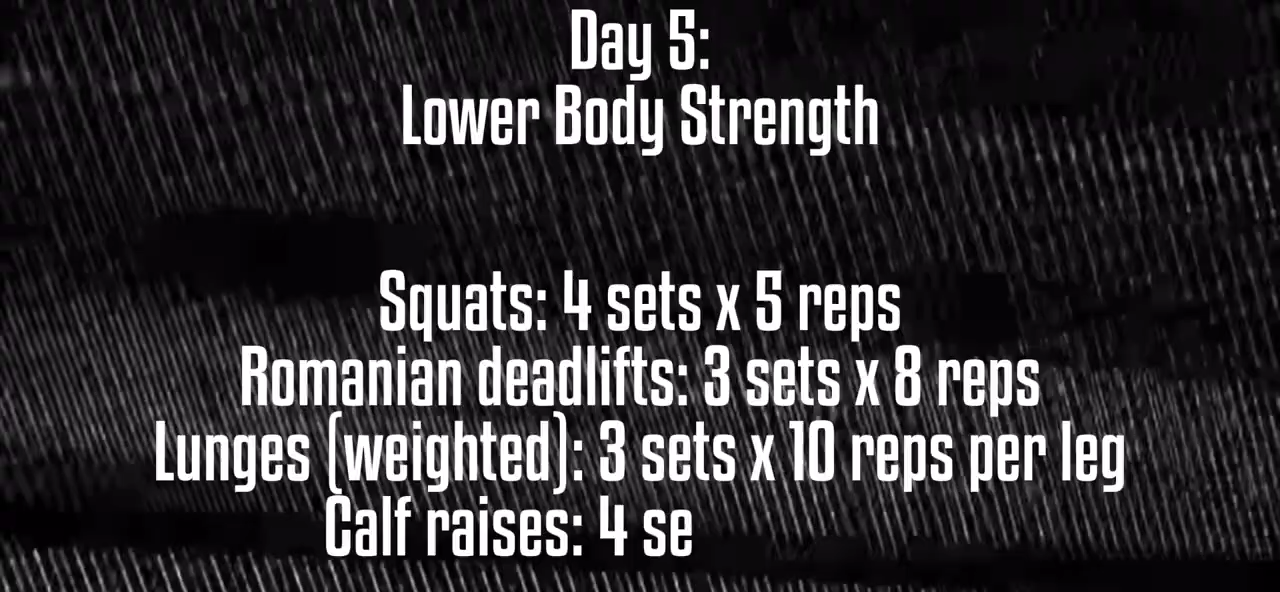 Day 5:
Lower Body Strength
Squats: 4 sets x 5 reps
Romanian deadlifts: 3 sets x 8 reps
Lunges (weighted): 3 sets x 10 reps per leg
Calf raises: 4 se